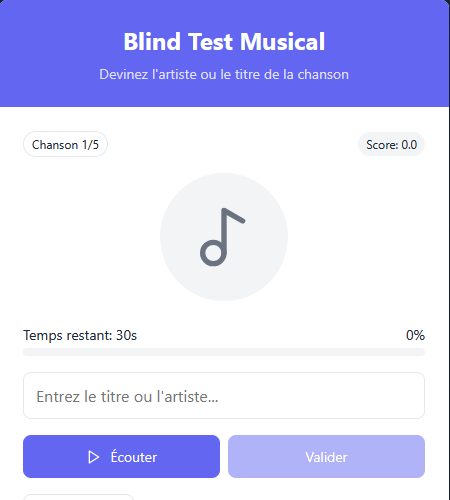 Blind Test Musical
Devinez l'artiste ou le titre de la chanson
Chanson 1/5
Score: 0.0
Temps restant: 30s
0%
Entrez le titre ou l'artiste...
Écouter
Valider